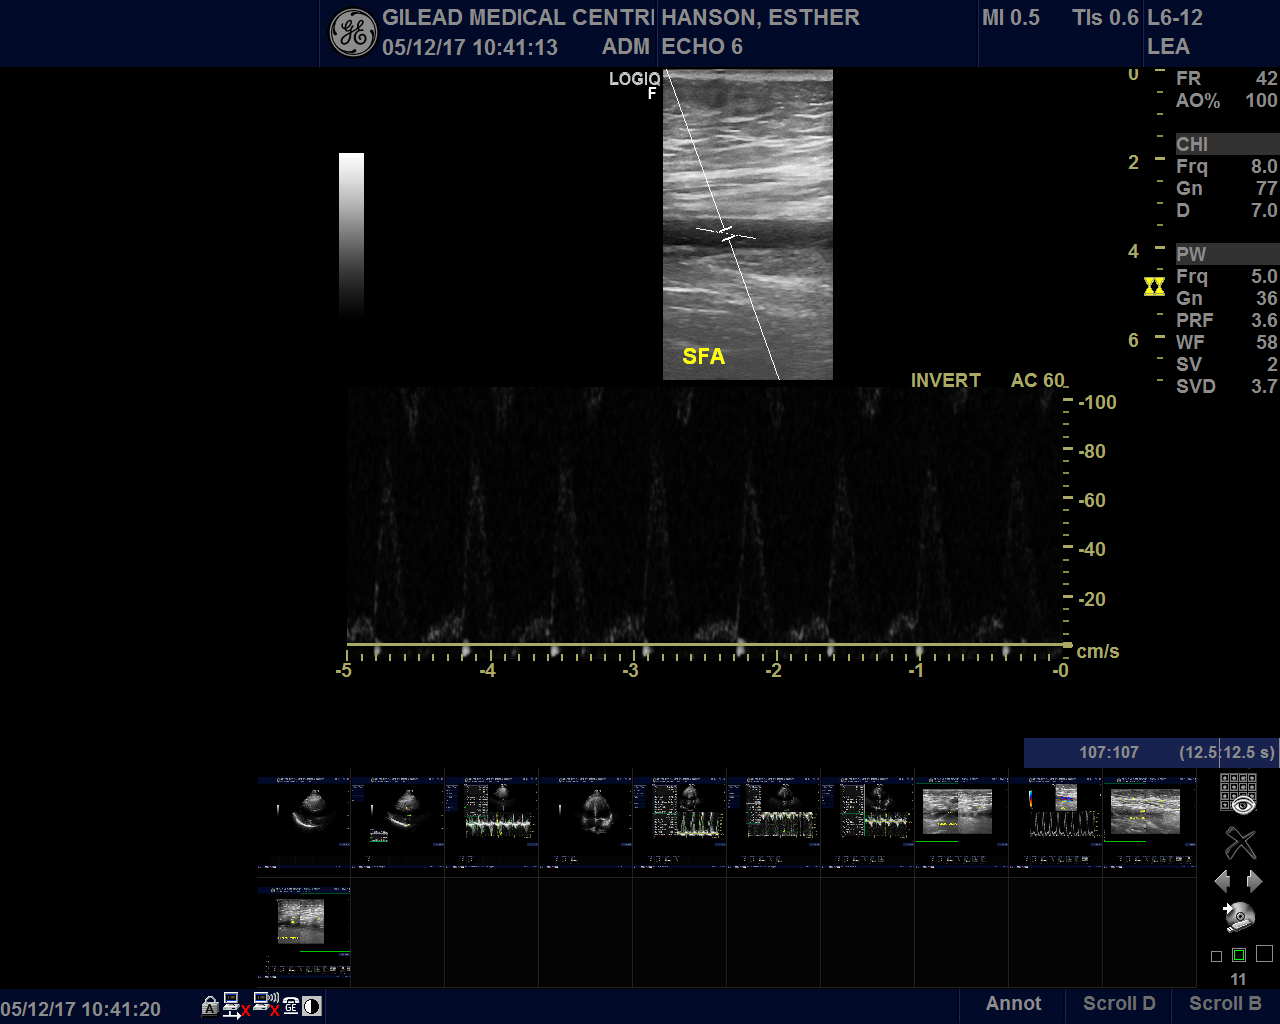 GILEAD MEDICAL CENTR
HANSON, ESTHER
MI 0.5 TIs 0.6 L6-12
05/12/17 10:41:13 ADM ECHO 6
LEA
LOGIQ
F
0
2
4
6
FR 42
AO% 100
CHI
Frq 8.0
Gn 77
D 7.0
PW
Frq 5.0
Gn 36
PRF 3.6
WF 58
SV 2
SVD 3.7
SFA
INVERT AC 60
-100
-80
-60
-40
-20
cm/s
-5 -4 -3 -2 -1 -0
107:107 (12.5:12.5 s)
11
05/12/17 10:41:20
Annot Scroll D Scroll B